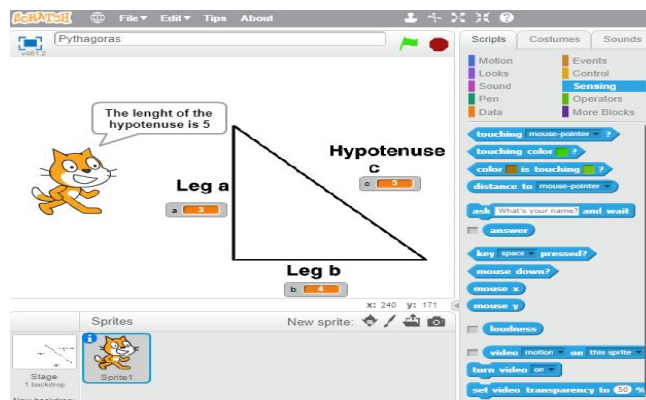 SCRATCH File Edit Tips About
Pythagoras
v461.2
Scripts Costumes Sounds
Motion Events
Looks Control
Sound Sensing
Pen Operators
Data More Blocks
The lenght of the
hypotenuse is 5
Hypotenuse
C
c 5
Leg a
a 3
Leg b
b 4
x: 240 y: 171
touching mouse-pointer ?
touching color ?
color is touching ?
distance to mouse-pointer
ask What's your name? and wait
answer
key space pressed?
mouse down?
mouse x
mouse y
loudness
video motion on this sprite
turn video on
set video transparency to 50 %
Sprites New sprite:
Stage
1 backdrop
Sprite1
New backdrop: